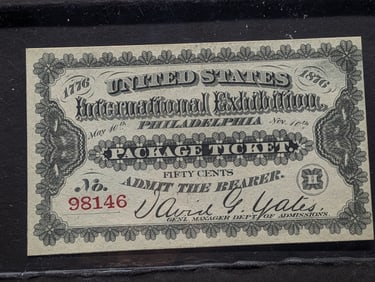 1776 1876
UNITED STATES
International Exhibition,
May 10th Nov. 10th
PHILADELPHIA
PACKAGE TICKET.
FIFTY CENTS
ADMIT THE BEARER.
No.
98146
David G. Yates.
GENL. MANAGER DEPT. OF ADMISSIONS.